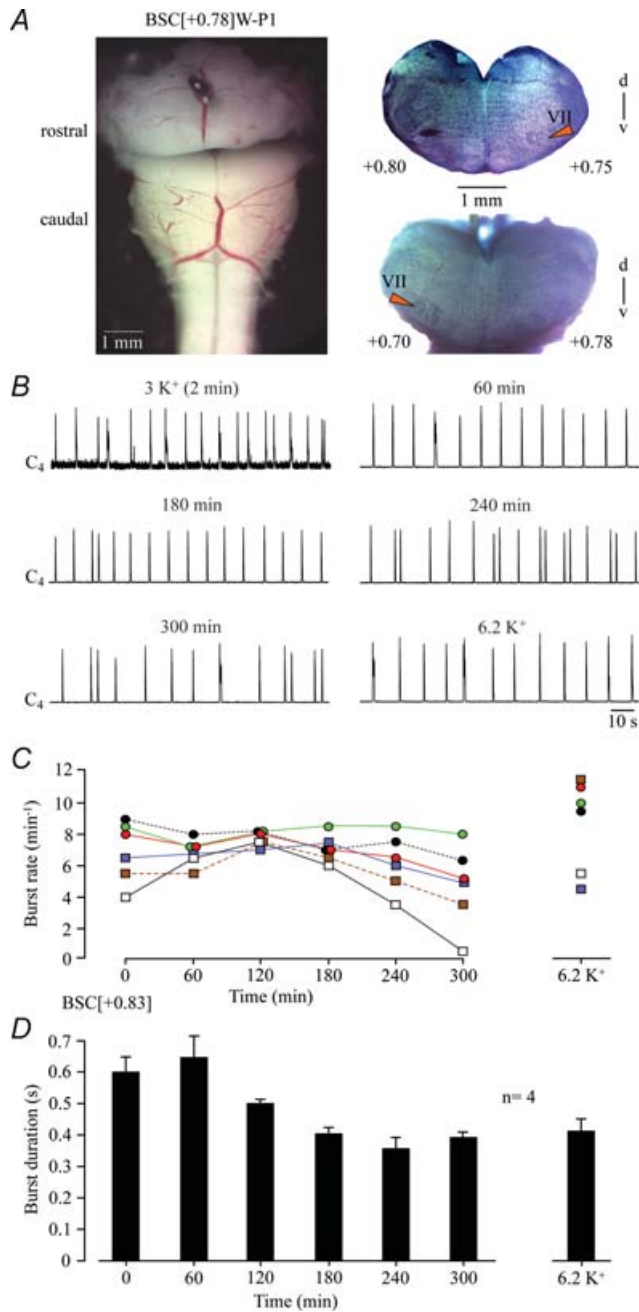 A
BSC[+0.78]W-P1
rostral
caudal
1 mm
VII
d
v
+0.80
+0.75
1 mm
VII
d
v
+0.70
+0.78
B
3 K⁺ (2 min)
60 min
C₄
180 min
240 min
C₄
300 min
6.2 K⁺
C₄
10 s
C
12
10
8
6
4
2
0
Burst rate (min⁻¹)
0 60 120 180 240 300 6.2 K⁺
Time (min)
BSC[+0.83]
D
0.7
0.6
0.5
0.4
0.3
0.2
0.1
0
Burst duration (s)
n= 4
0 60 120 180 240 300 6.2 K⁺
Time (min)